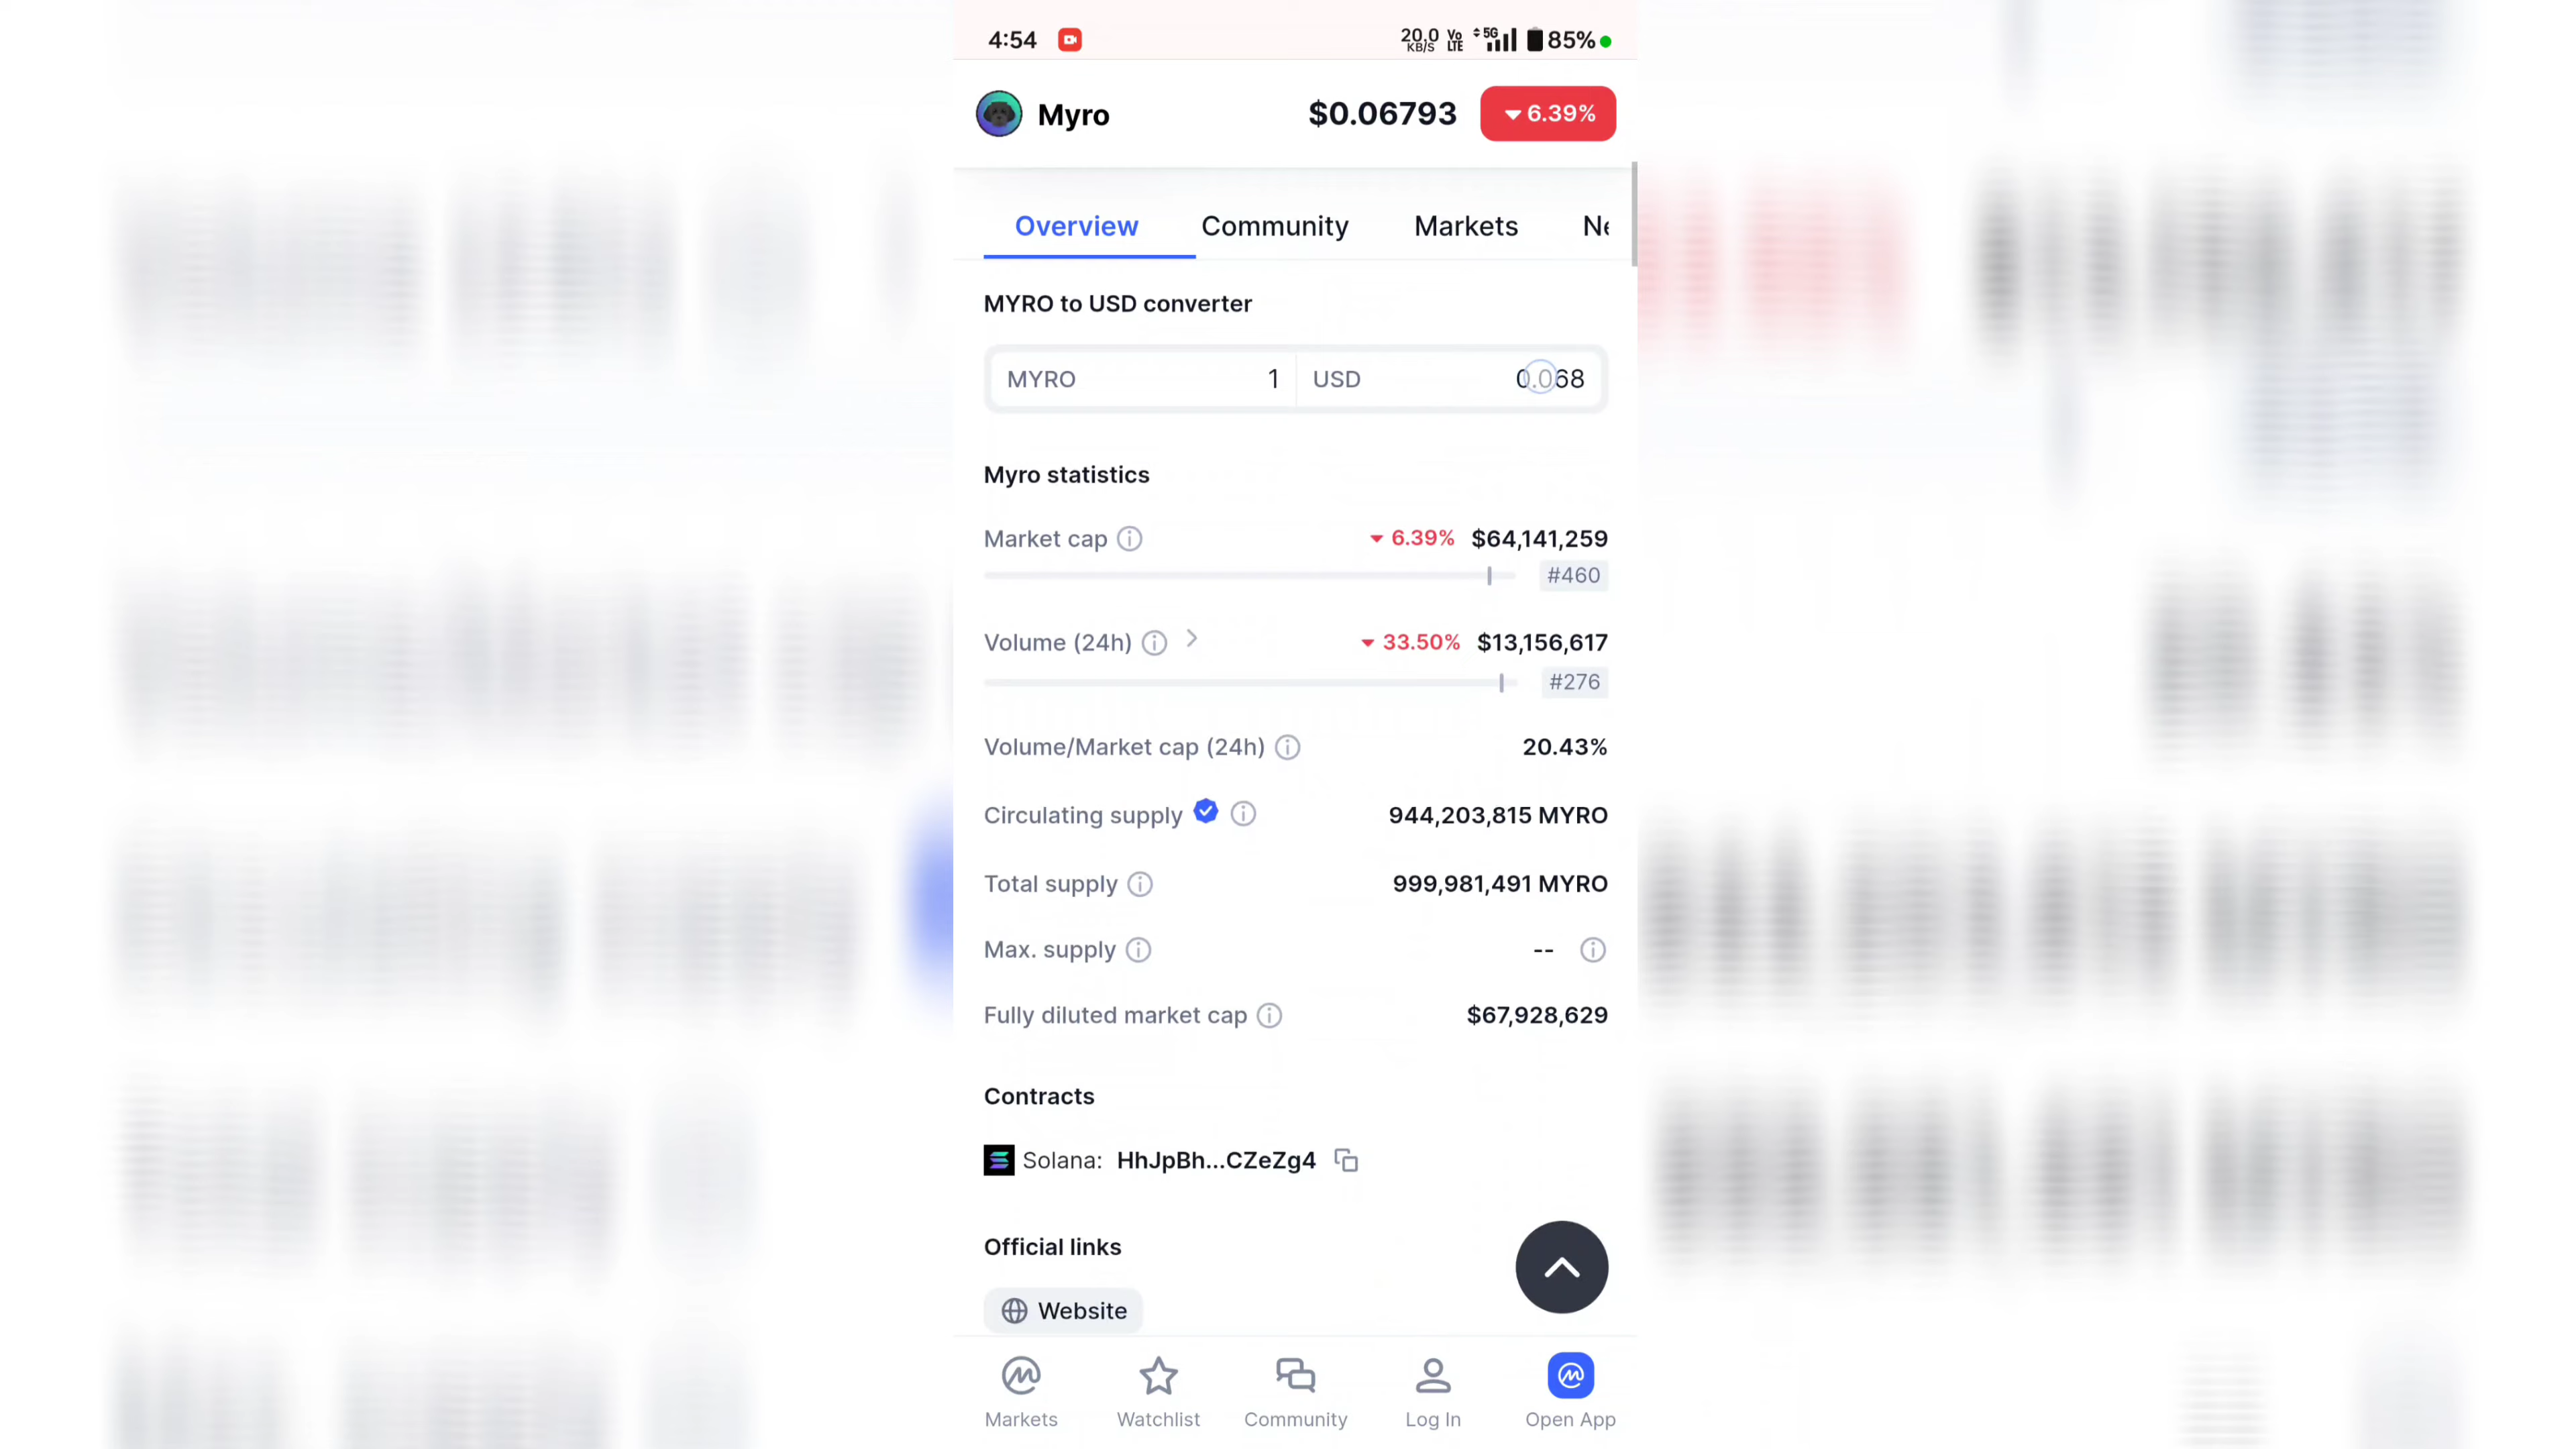 4:54 20.0 KB/S Vo LTE 5G 85%
Myro $0.06793 6.39%
Overview Community Markets Ne
MYRO to USD converter
MYRO 1 USD 0.068
Myro statistics
Market cap 6.39% $64,141,259
#460
Volume (24h) 33.50% $13,156,617
#276
Volume/Market cap (24h) 20.43%
Circulating supply 944,203,815 MYRO
Total supply 999,981,491 MYRO
Max. supply --
Fully diluted market cap $67,928,629
Contracts
Solana: HhJpBh...CZeZg4
Official links
Website
Markets Watchlist Community Log In Open App